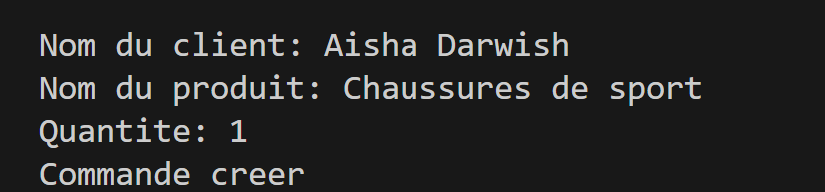 Nom du client: Aisha Darwish
Nom du produit: Chaussures de sport
Quantite: 1
Commande creer